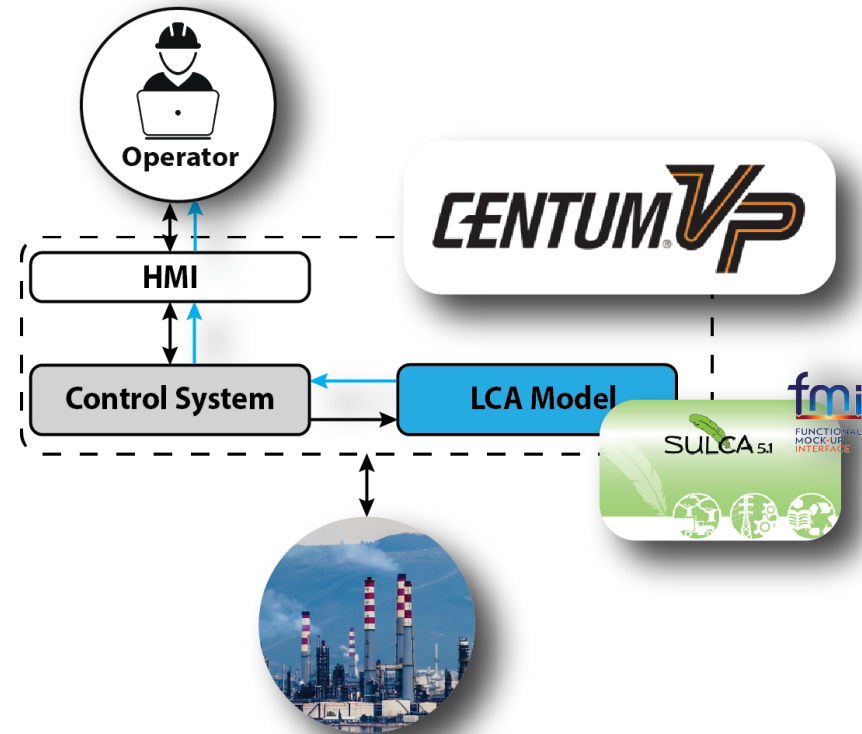 Operator
CENTUM® VP
HMI
Control System
LCA Model
fmi
FUNCTIONAL
MOCK-UP
INTERFACE
SULCA 5.1